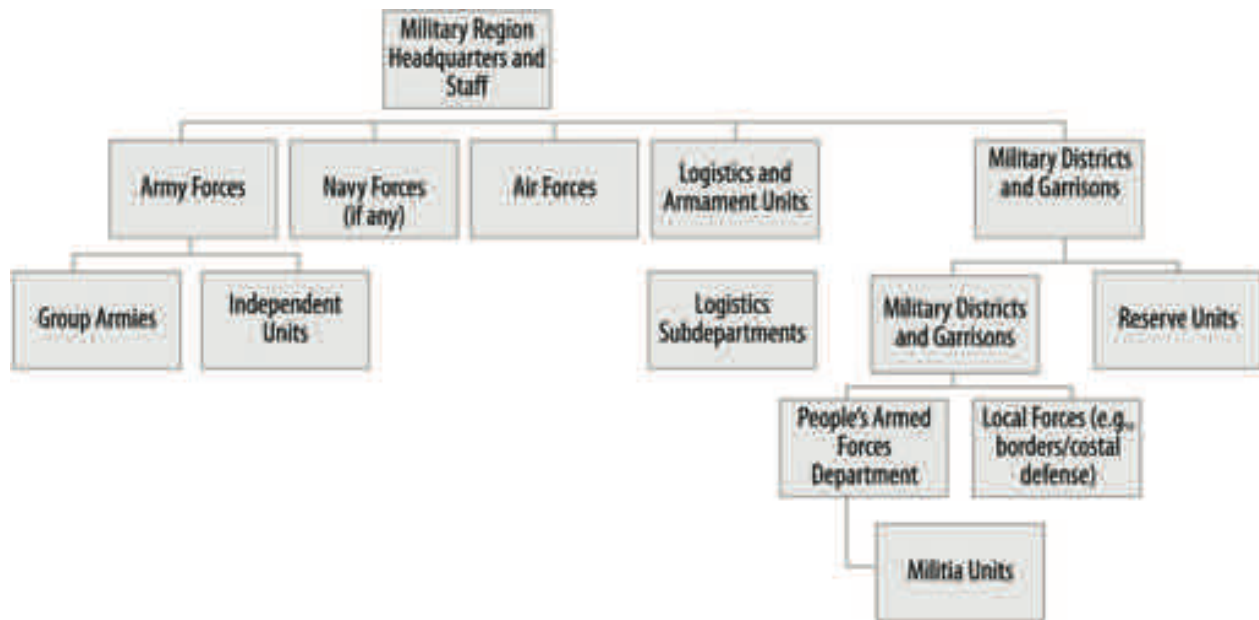 Military Region
Headquarters and
Staff
Army Forces
Navy Forces
(if any)
Air Forces
Logistics and
Armament Units
Military Districts
and Garrisons
Group Armies
Independent
Units
Logistics
Subdepartments
Military Districts
and Garrisons
Reserve Units
People's Armed
Forces
Department
Local Forces (e.g.,
borders/costal
defense)
Militia Units